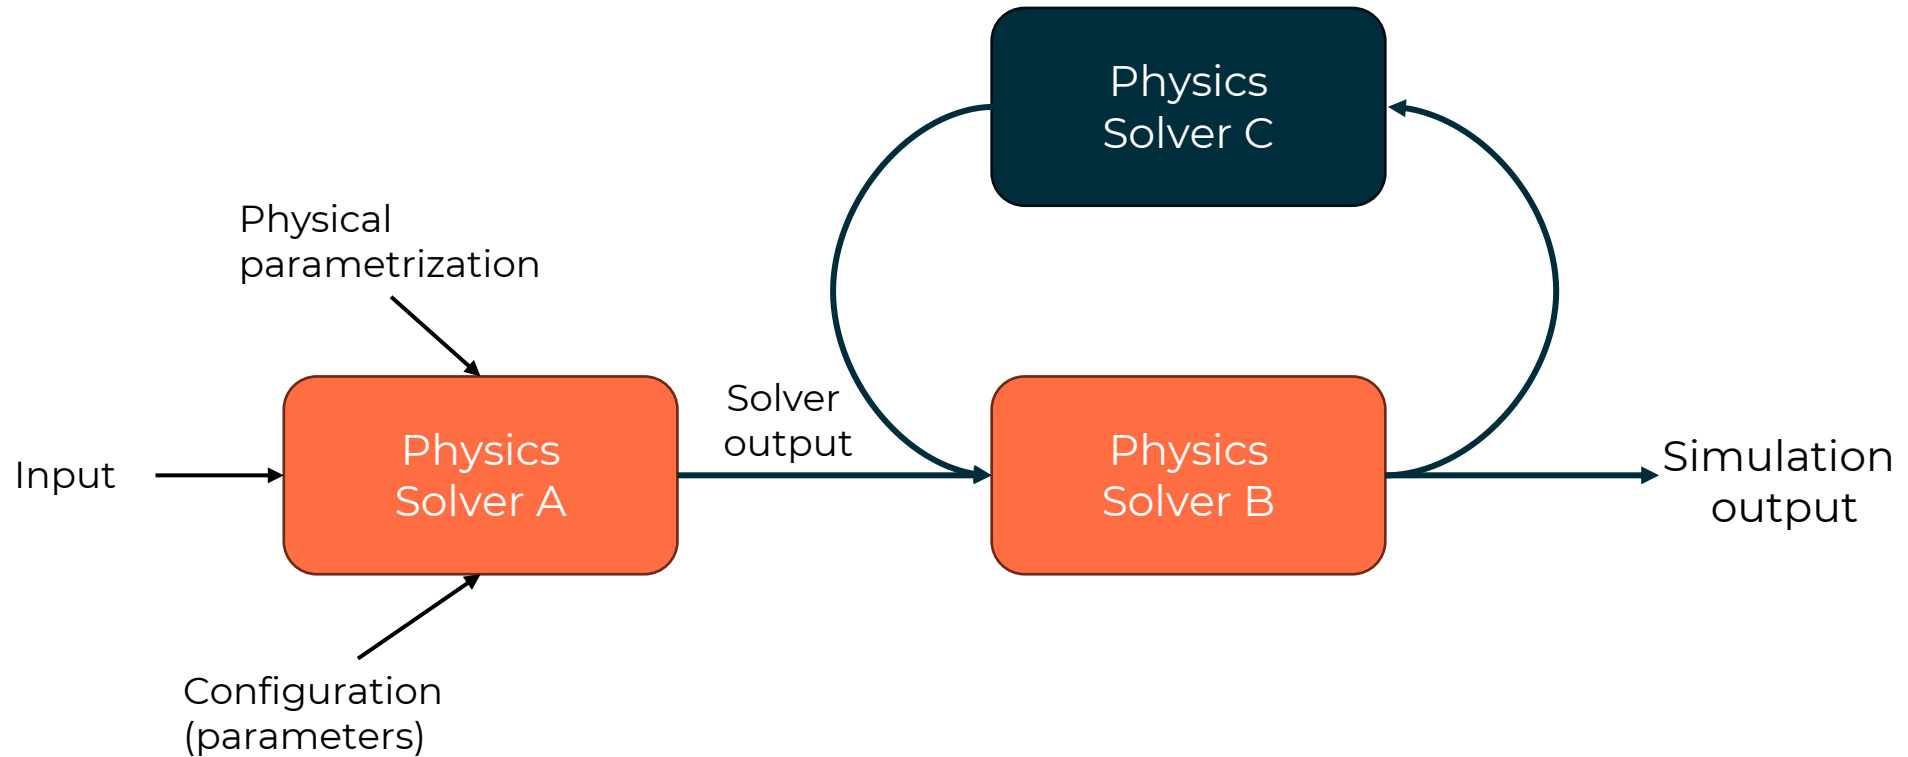 Physics
Solver C
Physical
parametrization
Solver
output
Input
Physics
Solver A
Physics
Solver B
Simulation
output
Configuration
(parameters)